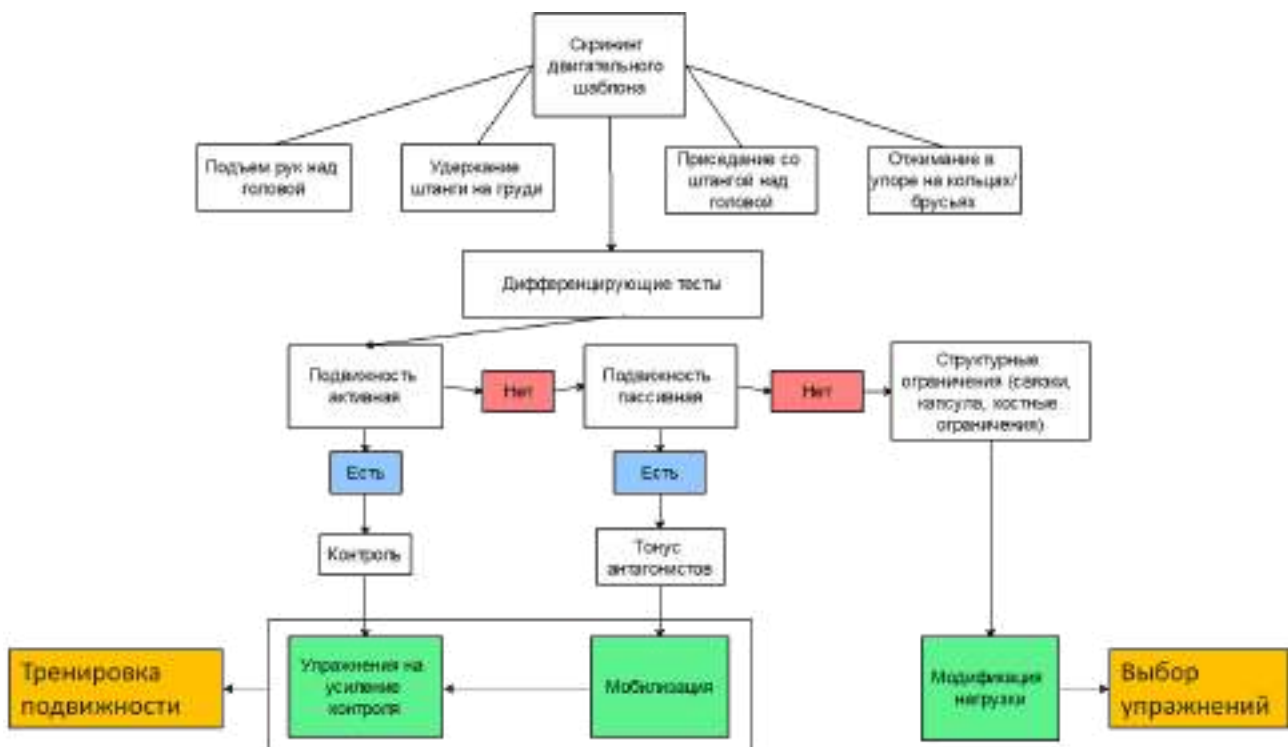 Скрининг
двигательного
шаблона
Подъем рук над
головой
Удержание
штанги на груди
Приседание со
штангой над
головой
Отжимание в
упоре на кольцах/
брусьях
Дифференцирующие тесты
Подвижность
активная
Нет
Подвижность
пассивная
Нет
Структурные
ограничения (связки,
капсула, костные
ограничения)
Есть
Есть
Контроль
Тонус
антагонистов
Тренировка
подвижности
Упражнения на
усиление
контроля
Мобилизация
Модификация
нагрузки
Выбор
упражнений